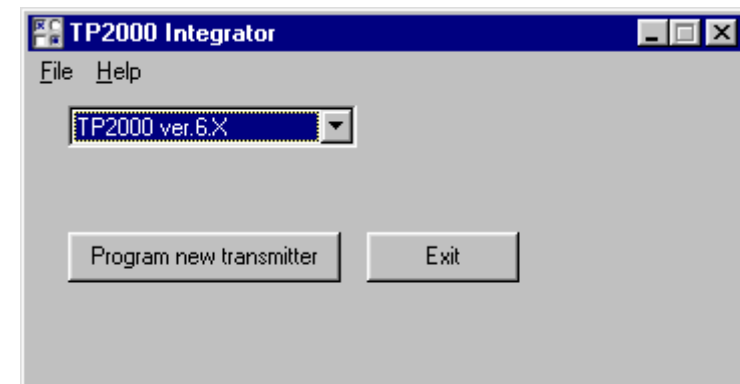 TP2000 Integrator
File Help
TP2000 ver.6.X
Program new transmitter Exit